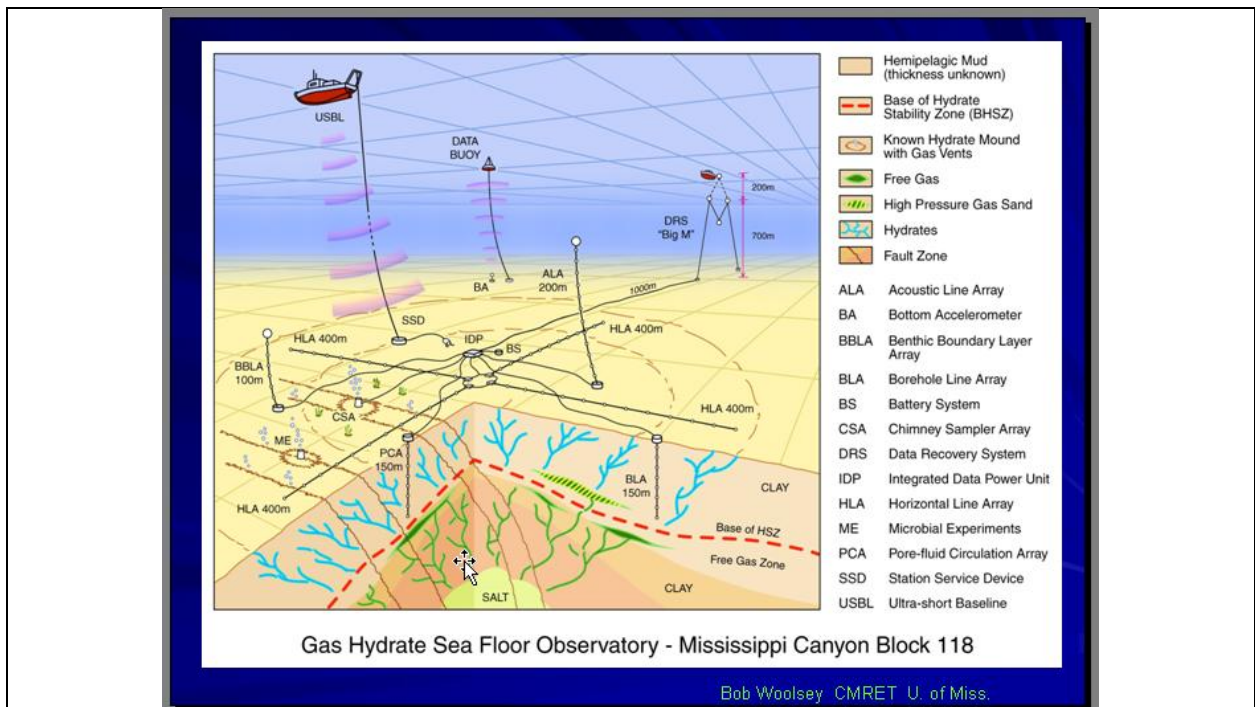 USBL
DATA
BUOY
200m
DRS
"Big M"
700m
BA
ALA
200m
1000m
SSD
HLA 400m
IDP
BS
HLA 400m
BBLA
100m
CSA
HLA 400m
ME
PCA
150m
BLA
150m
CLAY
HLA 400m
Base of HSZ
Free Gas Zone
CLAY
SALT
Hemipelagic Mud
(thickness unknown)
Base of Hydrate
Stability Zone (BHSZ)
Known Hydrate Mound
with Gas Vents
Free Gas
High Pressure Gas Sand
Hydrates
Fault Zone
ALA Acoustic Line Array
BA Bottom Accelerometer
BBLA Benthic Boundary Layer
Array
BLA Borehole Line Array
BS Battery System
CSA Chimney Sampler Array
DRS Data Recovery System
IDP Integrated Data Power Unit
HLA Horizontal Line Array
ME Microbial Experiments
PCA Pore-fluid Circulation Array
SSD Station Service Device
USBL Ultra-short Baseline
Gas Hydrate Sea Floor Observatory - Mississippi Canyon Block 118
Bob Woolsey CMRET U. of Miss.